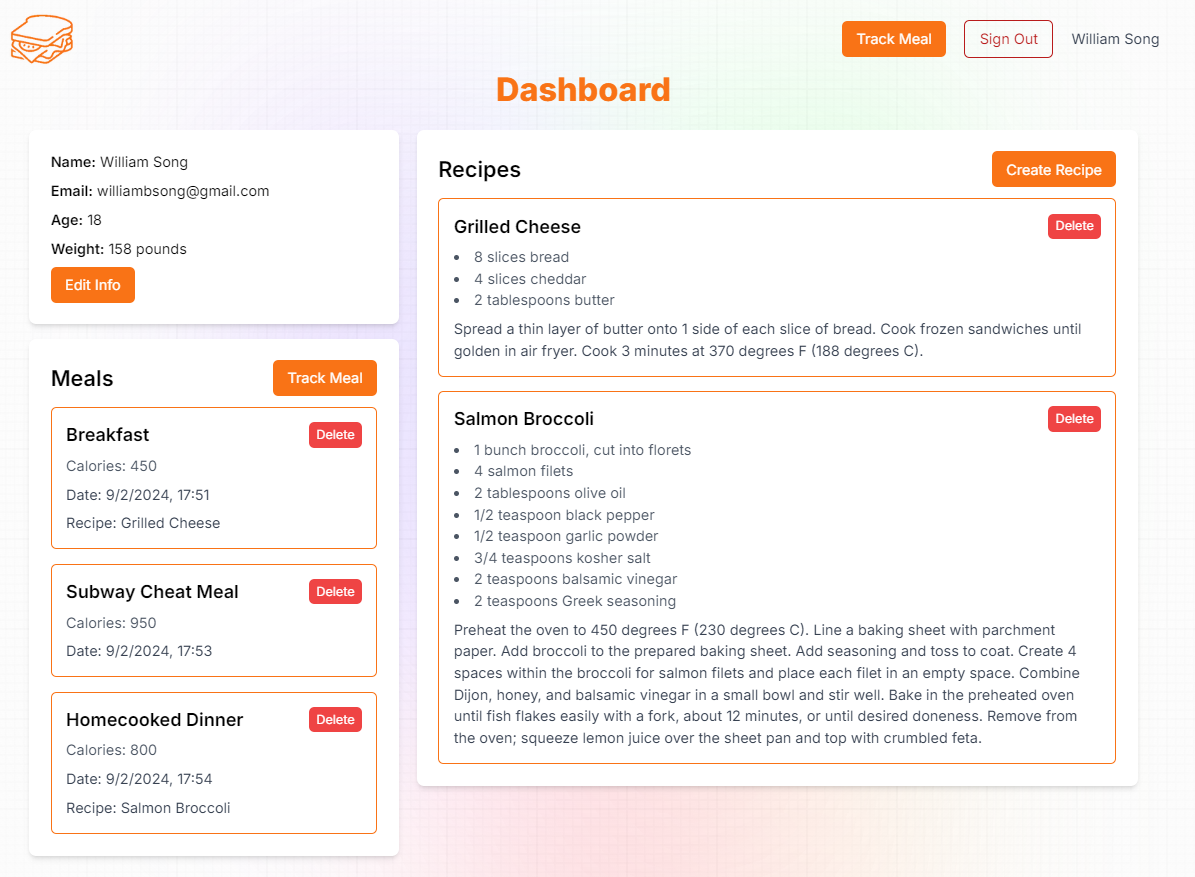 Track Meal
Sign Out
William Song
Dashboard
Name: William Song
Email: williambsong@gmail.com
Age: 18
Weight: 158 pounds
Edit Info
Meals
Track Meal
Breakfast
Delete
Calories: 450
Date: 9/2/2024, 17:51
Recipe: Grilled Cheese
Subway Cheat Meal
Delete
Calories: 950
Date: 9/2/2024, 17:53
Homecooked Dinner
Delete
Calories: 800
Date: 9/2/2024, 17:54
Recipe: Salmon Broccoli
Recipes
Create Recipe
Grilled Cheese
Delete
• 8 slices bread
• 4 slices cheddar
• 2 tablespoons butter
Spread a thin layer of butter onto 1 side of each slice of bread. Cook frozen sandwiches until
golden in air fryer. Cook 3 minutes at 370 degrees F (188 degrees C).
Salmon Broccoli
Delete
• 1 bunch broccoli, cut into florets
• 4 salmon filets
• 2 tablespoons olive oil
• 1/2 teaspoon black pepper
• 1/2 teaspoon garlic powder
• 3/4 teaspoons kosher salt
• 2 teaspoons balsamic vinegar
• 2 teaspoons Greek seasoning
Preheat the oven to 450 degrees F (230 degrees C). Line a baking sheet with parchment
paper. Add broccoli to the prepared baking sheet. Add seasoning and toss to coat. Create 4
spaces within the broccoli for salmon filets and place each filet in an empty space. Combine
Dijon, honey, and balsamic vinegar in a small bowl and stir well. Bake in the preheated oven
until fish flakes easily with a fork, about 12 minutes, or until desired doneness. Remove from
the oven; squeeze lemon juice over the sheet pan and top with crumbled feta.